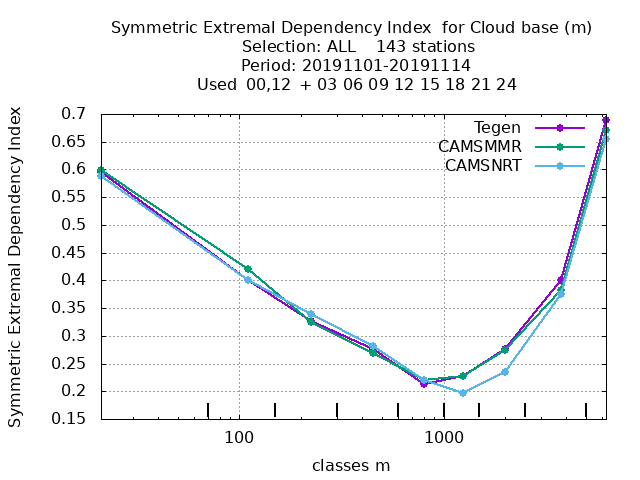 Symmetric Extremal Dependency Index  for Cloud base (m)
Selection: ALL    143 stations
Period: 20191101-20191114
Used  00,12  + 03 06 09 12 15 18 21 24
Symmetric Extremal Dependency Index
0.7
0.65
0.6
0.55
0.5
0.45
0.4
0.35
0.3
0.25
0.2
0.15
Tegen
CAMSMMR
CAMSNRT
100
1000
classes m